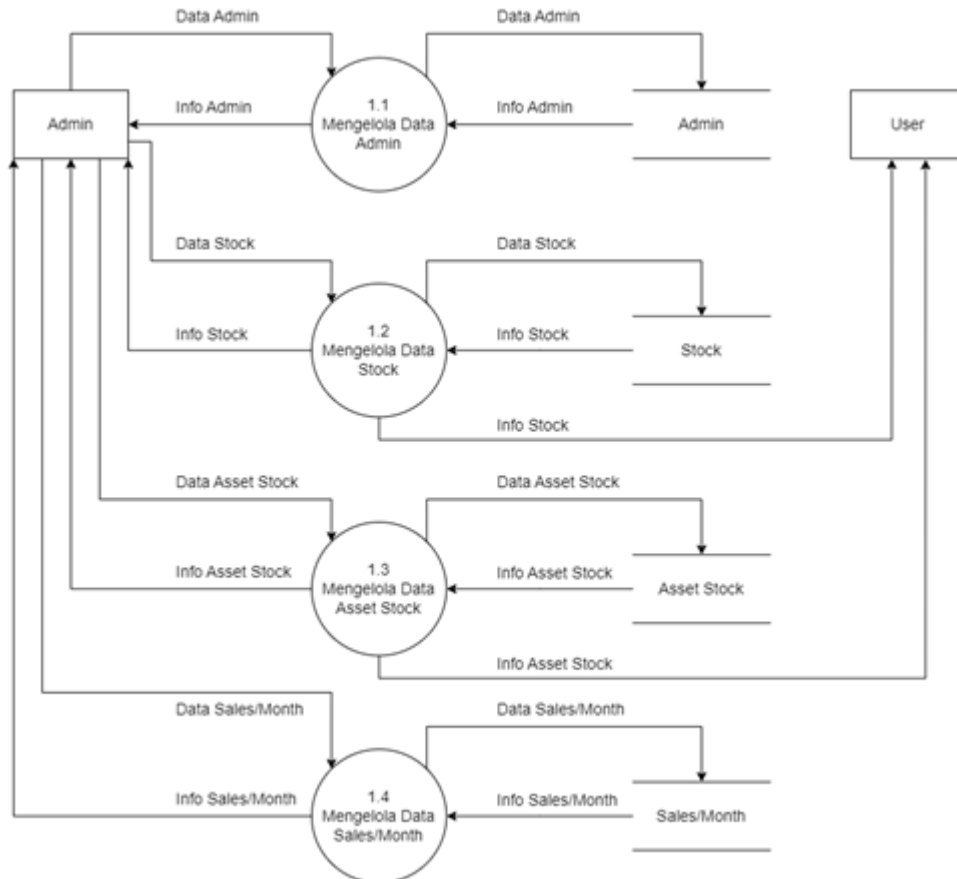 Data Admin
Data Admin
Admin
Info Admin
1.1
Mengelola Data
Admin
Info Admin
Admin
User
Data Stock
Data Stock
Info Stock
1.2
Mengelola Data
Stock
Info Stock
Stock
Info Stock
Data Asset Stock
Data Asset Stock
Info Asset Stock
1.3
Mengelola Data
Asset Stock
Info Asset Stock
Asset Stock
Info Asset Stock
Data Sales/Month
Data Sales/Month
Info Sales/Month
1.4
Mengelola Data
Sales/Month
Info Sales/Month
Sales/Month